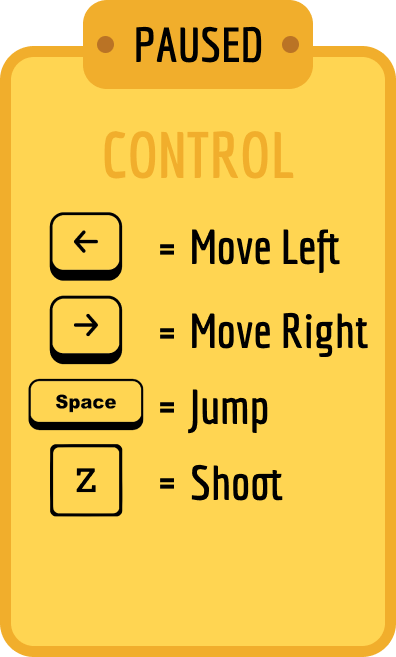 PAUSED
CONTROL
← = Move Left
→ = Move Right
Space = Jump
Z = Shoot